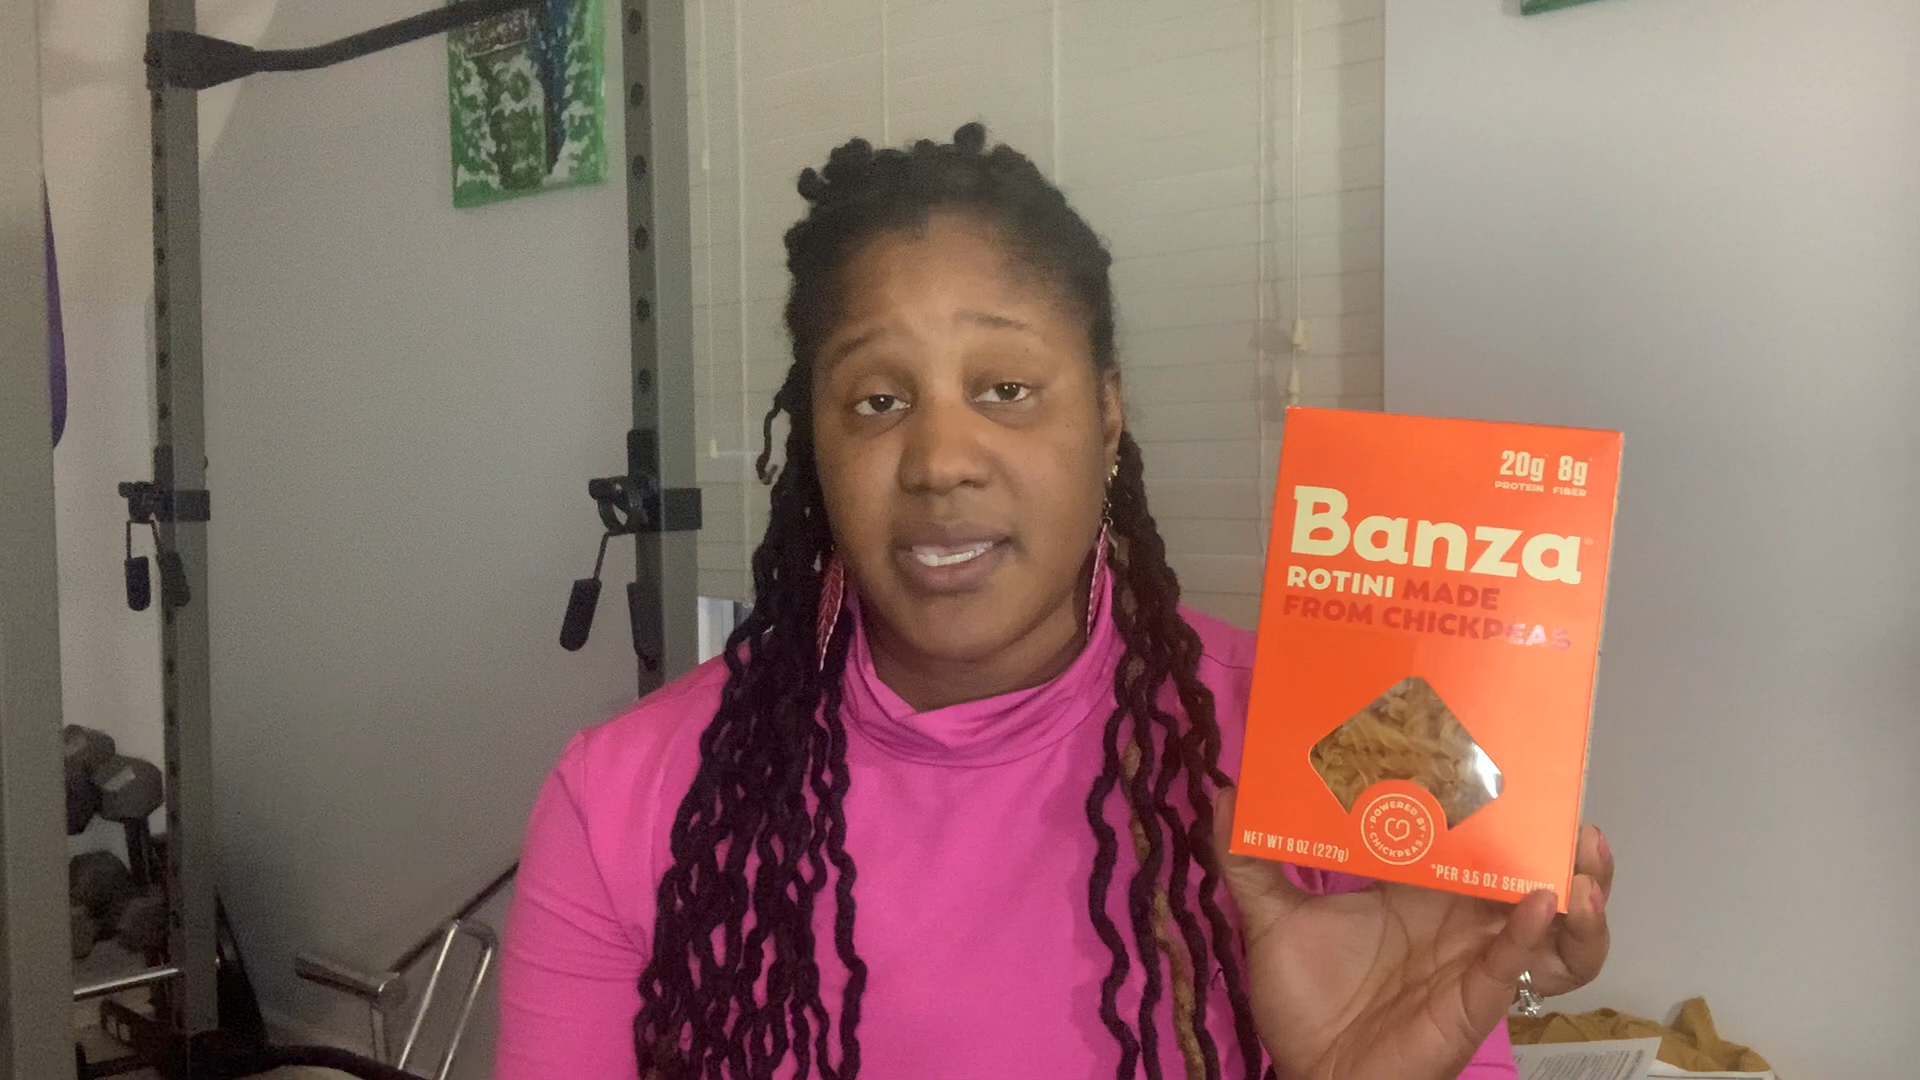 20g 8g
PROTEIN FIBER
Banza
ROTINI MADE
FROM CHICKPEAS
POWERED BY
CHICKPEAS
NET WT 8 OZ (227g)
*PER 3.5 OZ SERVING